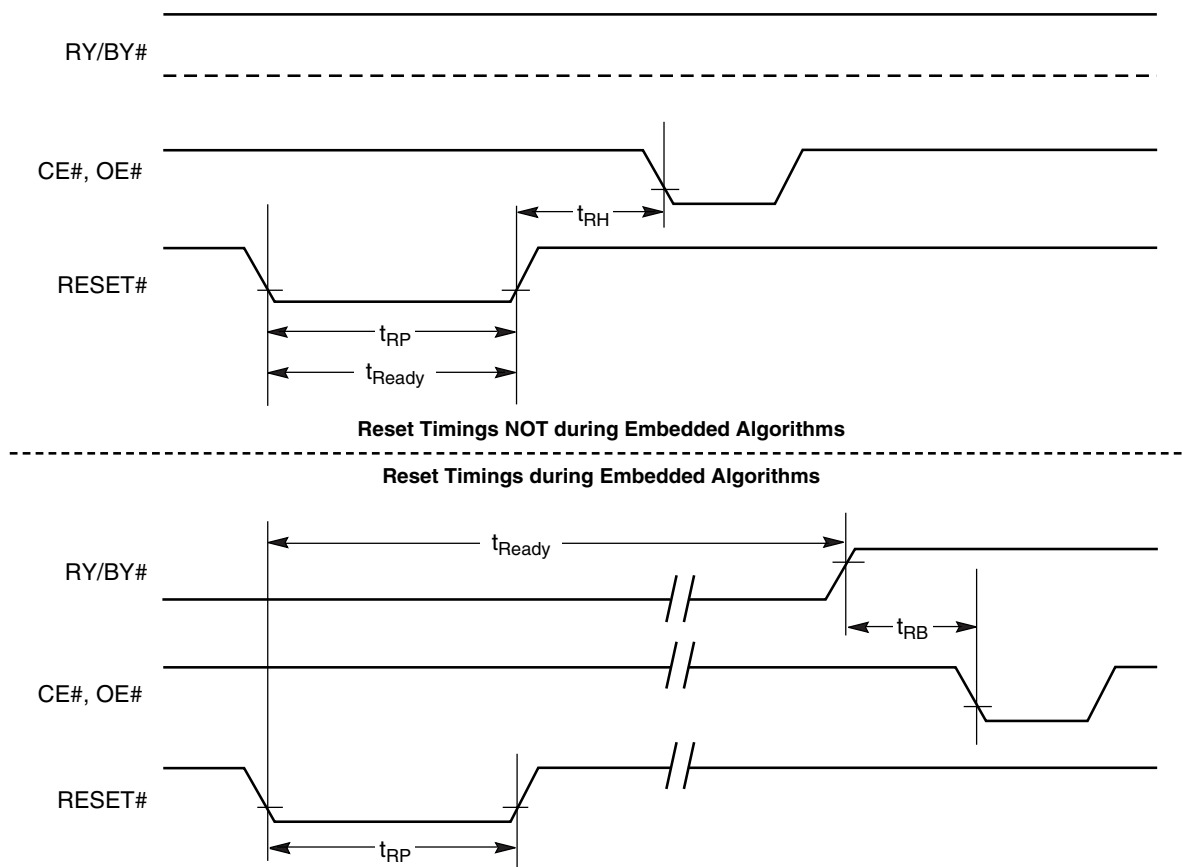 RY/BY#
CE#, OE#
tRH
RESET#
tRP
tReady
Reset Timings NOT during Embedded Algorithms
Reset Timings during Embedded Algorithms
tReady
RY/BY#
tRB
CE#, OE#
RESET#
tRP